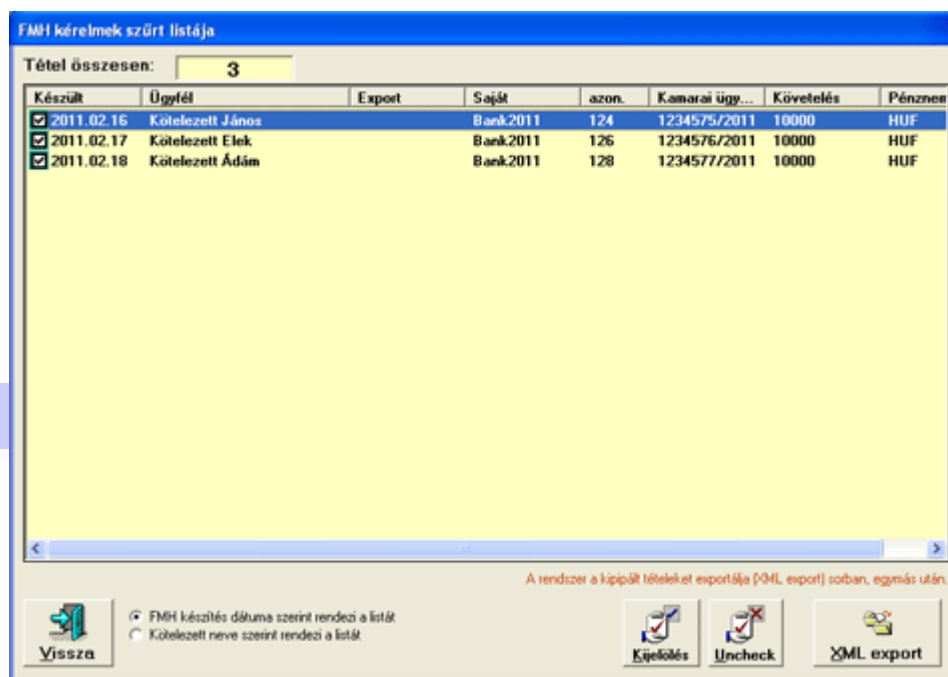 FMH kérelmek szűrt listája
Tétel összesen: 3
Készült Ügyfél Export Saját azon. Kamarai ügy... Követelés Pénznem
2011.02.16 Kötelezett János Bank2011 124 1234575/2011 10000 HUF
2011.02.17 Kötelezett Elek Bank2011 126 1234576/2011 10000 HUF
2011.02.18 Kötelezett Ádám Bank2011 128 1234577/2011 10000 HUF
A rendszer a kipipált tételeket exportálja (XML export) sorban, egymás után.
FMH készítés dátuma szerint rendezi a listát
Kötelezett neve szerint rendezi a listát
Vissza Kijelölés Uncheck XML export